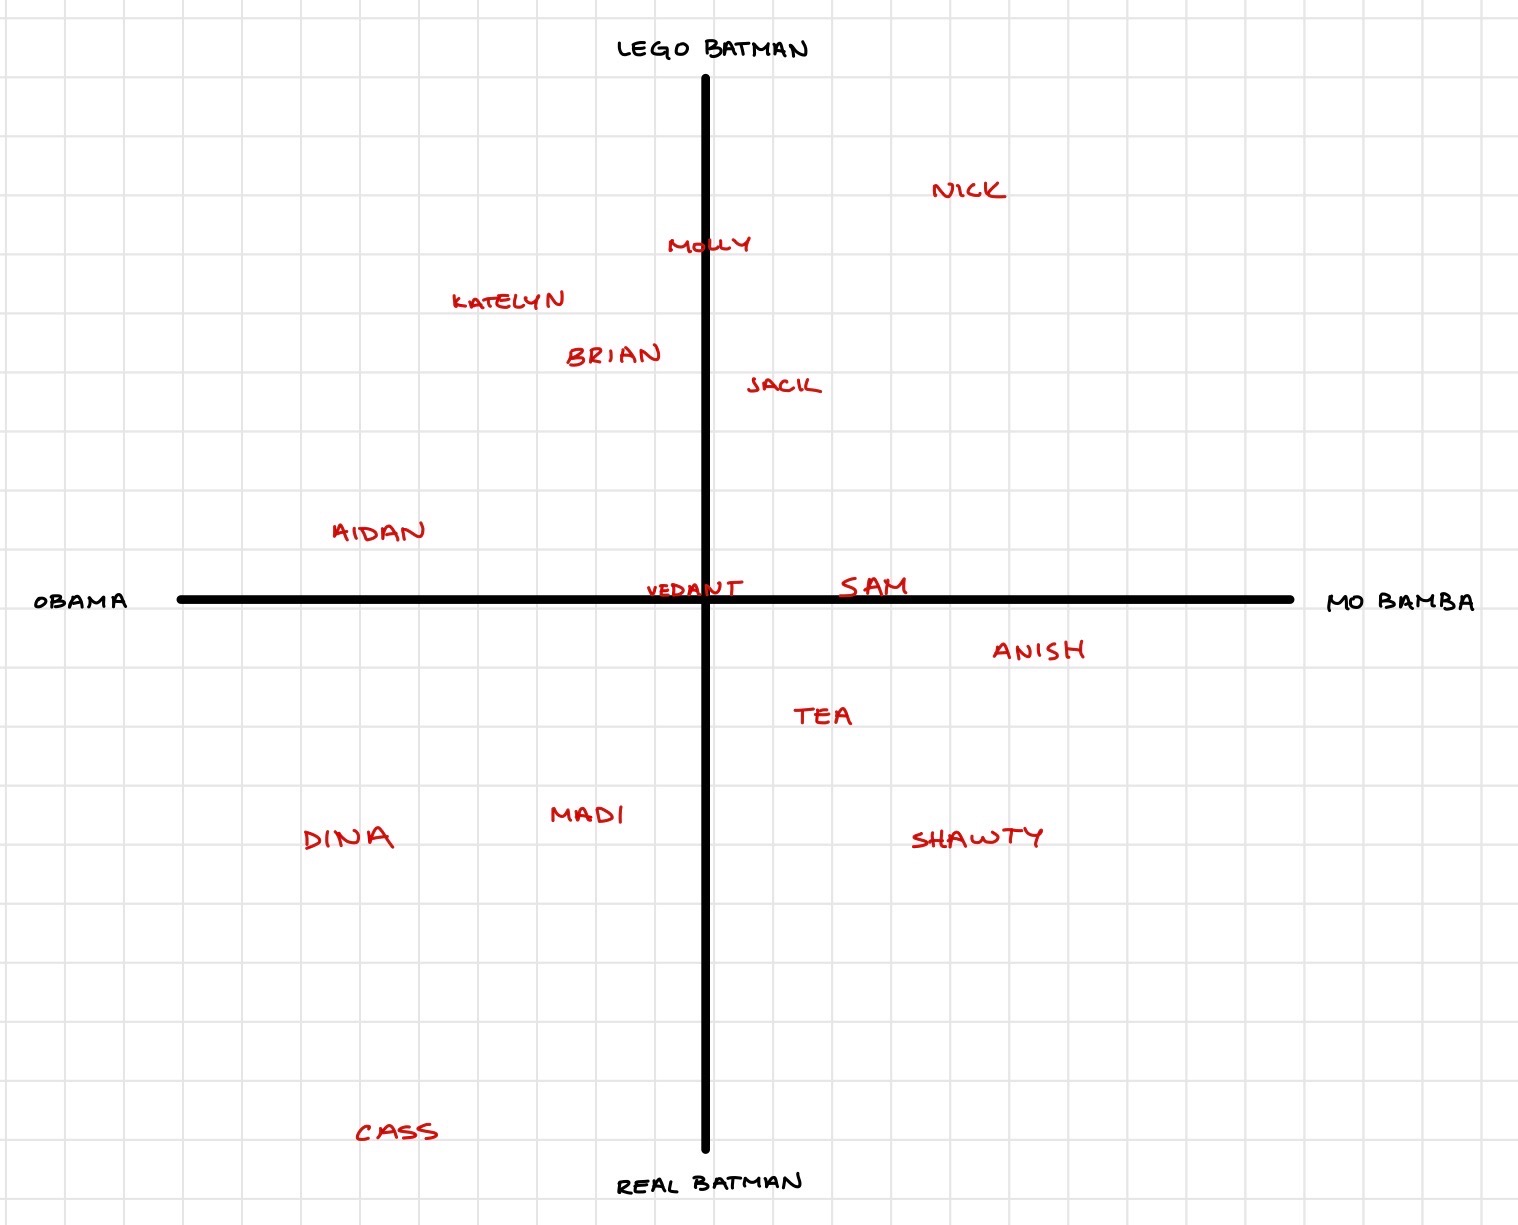 LEGO BATMAN
NICK
MOLLY
KATELYN
BRIAN
SACIL
AIDAN
VEDANT
SAM
OBAMA
MO BAMBA
ANISH
TEA
MADI
DINA
SHAWTY
CASS
REAL BATMAN